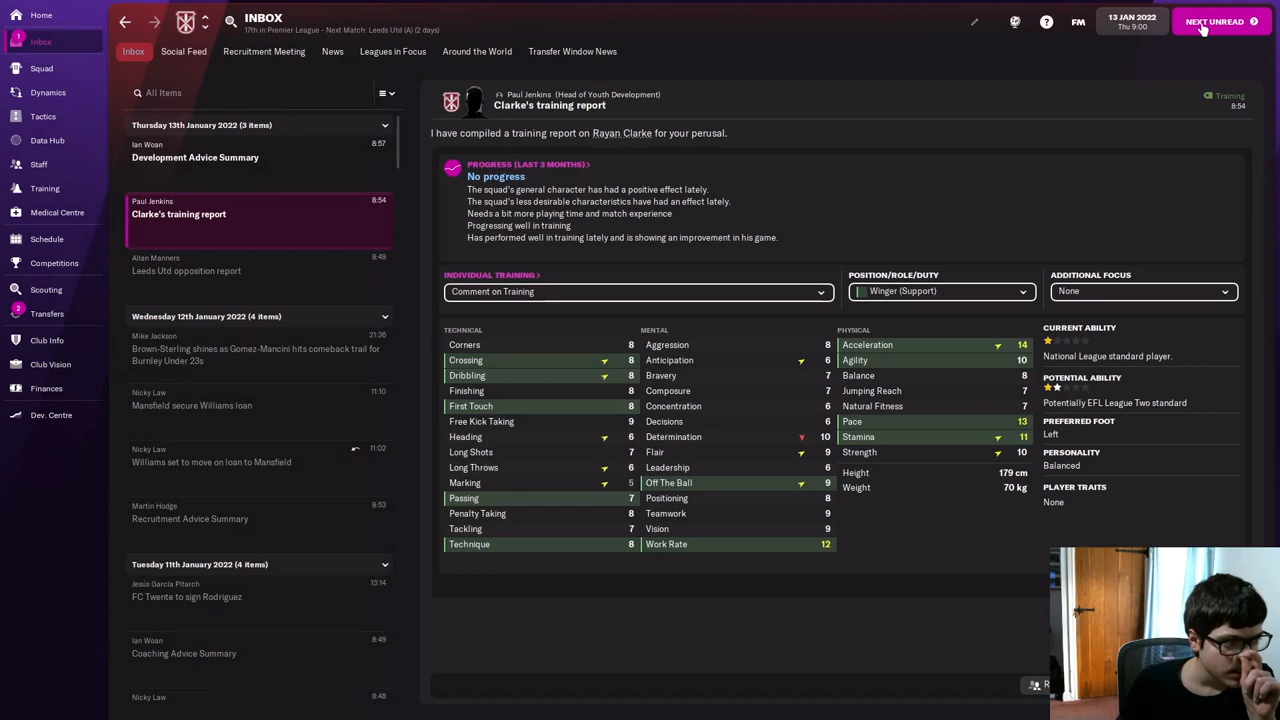 Home
1
Inbox
Squad
Dynamics
Tactics
Data Hub
Staff
Training
Medical Centre
Schedule
Competitions
Scouting
2
Transfers
Club Info
Club Vision
Finances
Dev. Centre
INBOX
17th in Premier League - Next Match: Leeds Utd (A) (2 days)
?
FM
13 JAN 2022
Thu 9:00
NEXT UNREAD
Inbox
Social Feed
Recruitment Meeting
News
Leagues in Focus
Around the World
Transfer Window News
All Items
Thursday 13th January 2022 (3 items)
Ian Woan
8:57
Development Advice Summary
Paul Jenkins
8:54
Clarke's training report
Allan Manners
8:49
Leeds Utd opposition report
Wednesday 12th January 2022 (4 items)
Mike Jackson
21:36
Brown-Sterling shines as Gomez-Mancini hits comeback trail for
Burnley Under 23s
Nicky Law
11:10
Mansfield secure Williams loan
Nicky Law
11:02
Williams set to move on loan to Mansfield
Martin Hodge
8:53
Recruitment Advice Summary
Tuesday 11th January 2022 (4 items)
Jesús García Pitarch
13:14
FC Twente to sign Rodriguez
Ian Woan
8:49
Coaching Advice Summary
Nicky Law
8:48
Paul Jenkins (Head of Youth Development)
Clarke's training report
Training
8:54
I have compiled a training report on Rayan Clarke for your perusal.
PROGRESS (LAST 3 MONTHS)
No progress
The squad's general character has had a positive effect lately.
The squad's less desirable characteristics have had an effect lately.
Needs a bit more playing time and match experience
Progressing well in training
Has performed well in training lately and is showing an improvement in his game.
INDIVIDUAL TRAINING
Comment on Training
POSITION/ROLE/DUTY
Winger (Support)
ADDITIONAL FOCUS
None
TECHNICAL
Corners 8
Crossing 8
Dribbling 8
Finishing 8
First Touch 8
Free Kick Taking 9
Heading 6
Long Shots 7
Long Throws 6
Marking 5
Passing 7
Penalty Taking 8
Tackling 7
Technique 8
MENTAL
Aggression 8
Anticipation 6
Bravery 7
Composure 7
Concentration 6
Decisions 6
Determination 10
Flair 9
Leadership 6
Off The Ball 9
Positioning 8
Teamwork 9
Vision 9
Work Rate 12
PHYSICAL
Acceleration 14
Agility 10
Balance 8
Jumping Reach 7
Natural Fitness 7
Pace 13
Stamina 11
Strength 10
Height 179 cm
Weight 70 kg
CURRENT ABILITY
National League standard player.
POTENTIAL ABILITY
Potentially EFL League Two standard
PREFERRED FOOT
Left
PERSONALITY
Balanced
PLAYER TRAITS
None